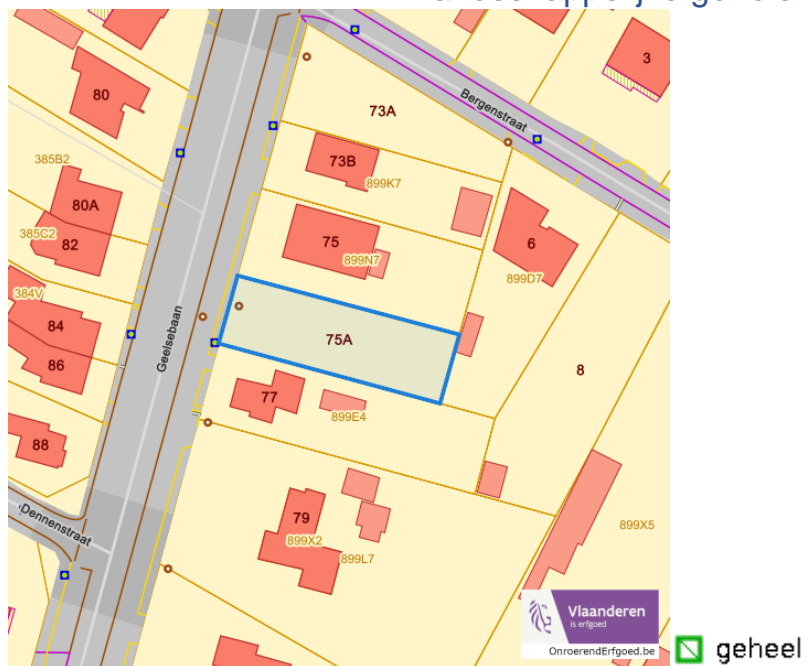 3
80
73A
Bergenstraat
73B
385B2
899K7
80A
75
6
385C2
82
899N7
899D7
384V
84
75A
Geelsebaan
86
8
77
899E4
88
79
899X5
Dennenstraat
899X2
899L7
Vlaanderen
is erfgoed
OnroerendErfgoed.be
geheel